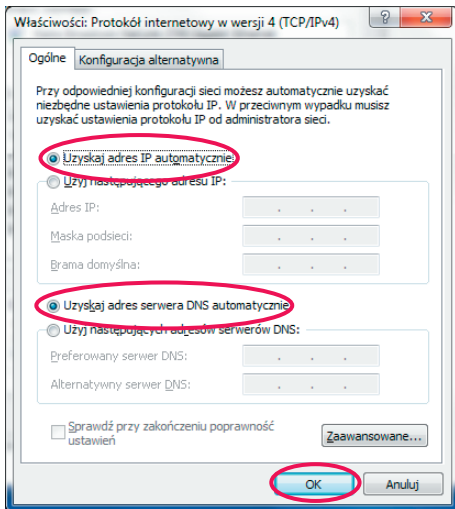 Właściwości: Protokół internetowy w wersji 4 (TCP/IPv4)
Ogólne
Konfiguracja alternatywna
Przy odpowiedniej konfiguracji sieci możesz automatycznie uzyskać
niezbędne ustawienia protokołu IP. W przeciwnym wypadku musisz
uzyskać ustawienia protokołu IP od administratora sieci.
Uzyskaj adres IP automatycznie
Użyj następującego adresu IP:
Adres IP:
Maska podsieci:
Brama domyślna:
Uzyskaj adres serwera DNS automatycznie
Użyj następujących adresów serwerów DNS:
Preferowany serwer DNS:
Alternatywny serwer DNS:
Sprawdź przy zakończeniu poprawność
ustawień
Zaawansowane...
OK
Anuluj